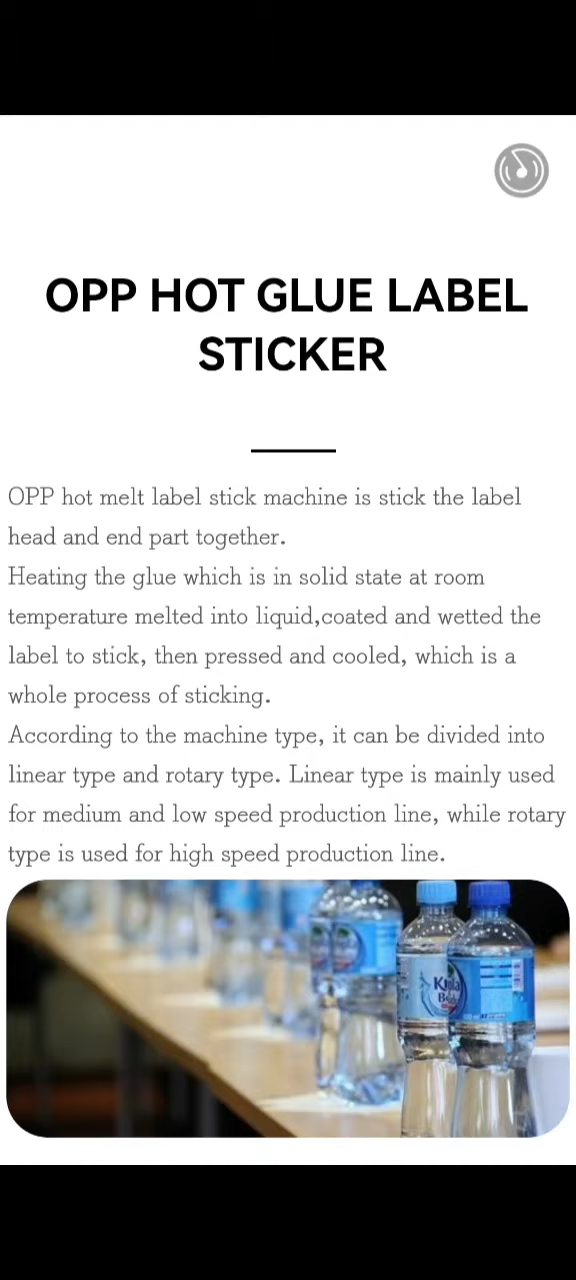 OPP HOT GLUE LABEL
STICKER
OPP hot melt label stick machine is stick the label
head and end part together.
Heating the glue which is in solid state at room
temperature melted into liquid,coated and wetted the
label to stick, then pressed and cooled, which is a
whole process of sticking.
According to the machine type, it can be divided into
linear type and rotary type. Linear type is mainly used
for medium and low speed production line, while rotary
type is used for high speed production line.